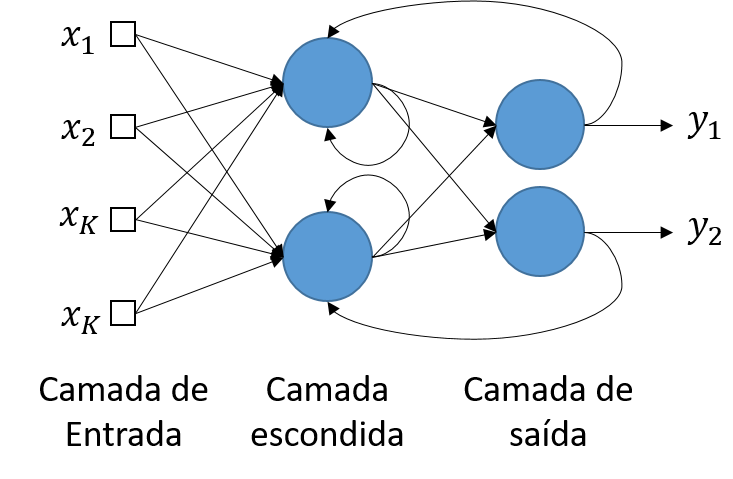 x1
x2
xK
xK
y1
y2
Camada de
Entrada
Camada
escondida
Camada de
saída